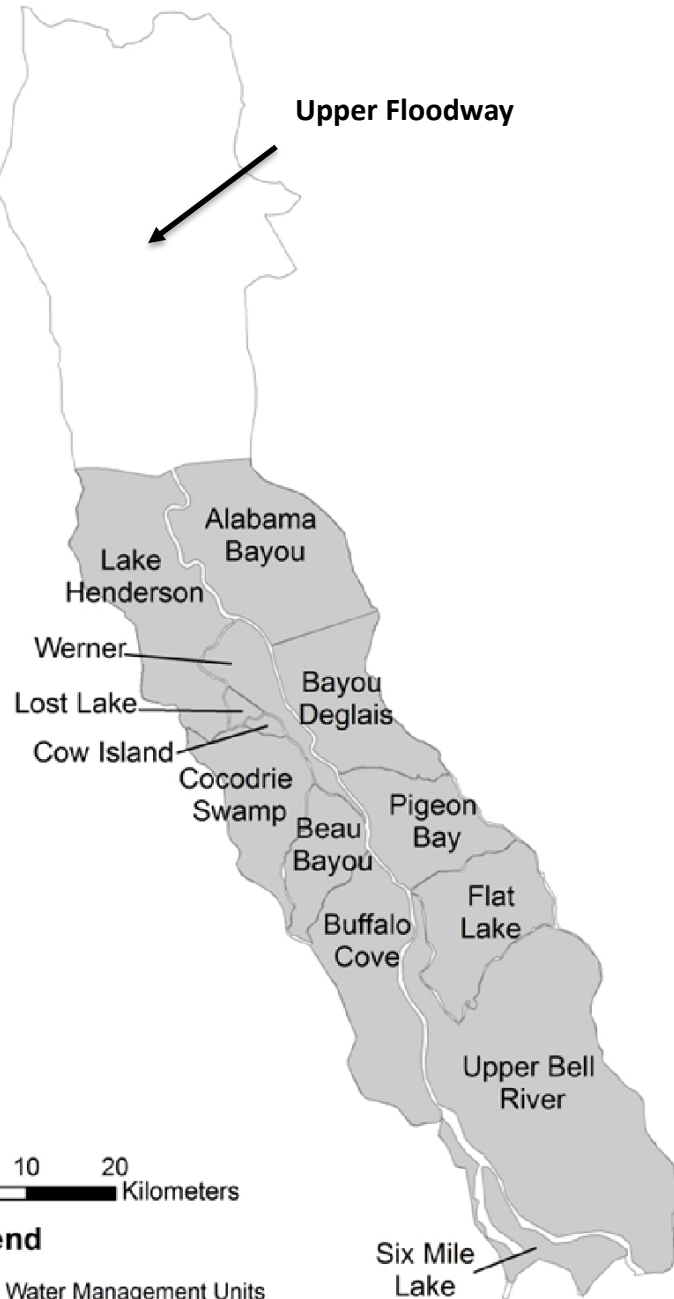 Upper Floodway
Alabama
Bayou
Lake
Henderson
Werner
Bayou
Deglais
Lost Lake
Cow Island
Cocodrie
Swamp
Pigeon
Bay
Beau
Bayou
Flat
Lake
Buffalo
Cove
Upper Bell
River
10 20
Kilometers
end
Water Management Units
Six Mile
Lake